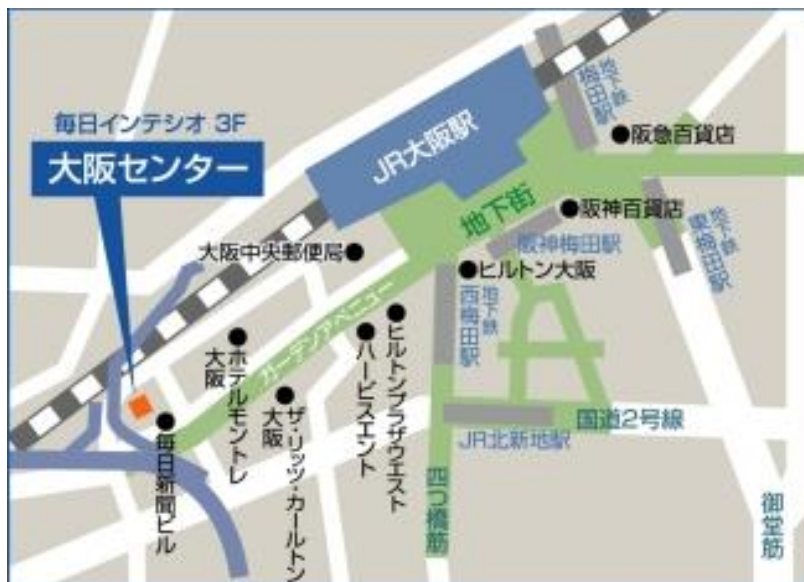 毎日インテシオ 3F
大阪センター
JR大阪駅
地下鉄
梅田駅
阪急百貨店
地下街
阪神百貨店
阪神梅田駅
地下鉄
東梅田駅
大阪中央郵便局
ヒルトン大阪
地下鉄
西梅田駅
ガーデンアベニュー
ヒルトンプラザウエスト
ハービスエント
ホテルモントレ
大阪
ザ・リッツ・カールトン
大阪
毎日新聞ビル
JR北新地駅
国道2号線
四つ橋筋
御堂筋